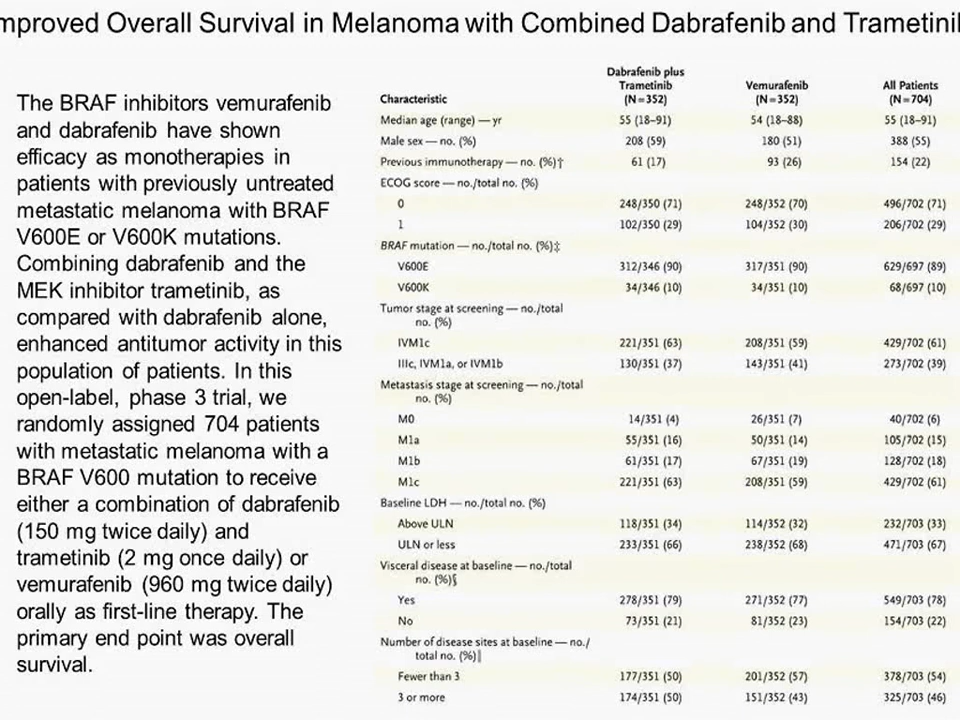 mproved Overall Survival in Melanoma with Combined Dabrafenib and Trametini
The BRAF inhibitors vemurafenib
and dabrafenib have shown
efficacy as monotherapies in
patients with previously untreated
metastatic melanoma with BRAF
V600E or V600K mutations.
Combining dabrafenib and the
MEK inhibitor trametinib, as
compared with dabrafenib alone,
enhanced antitumor activity in this
population of patients. In this
open-label, phase 3 trial, we
randomly assigned 704 patients
with metastatic melanoma with a
BRAF V600 mutation to receive
either a combination of dabrafenib
(150 mg twice daily) and
trametinib (2 mg once daily) or
vemurafenib (960 mg twice daily)
orally as first-line therapy. The
primary end point was overall
survival.
Characteristic Dabrafenib plus Trametinib (N=352) Vemurafenib (N=352) All Patients (N=704)
Median age (range) — yr 55 (18–91) 54 (18–88) 55 (18–91)
Male sex — no. (%) 208 (59) 180 (51) 388 (55)
Previous immunotherapy — no. (%)† 61 (17) 93 (26) 154 (22)
ECOG score — no./total no. (%)
0 248/350 (71) 248/352 (70) 496/702 (71)
1 102/350 (29) 104/352 (30) 206/702 (29)
BRAF mutation — no./total no. (%)‡
V600E 312/346 (90) 317/351 (90) 629/697 (89)
V600K 34/346 (10) 34/351 (10) 68/697 (10)
Tumor stage at screening — no./total
no. (%)
IVM1c 221/351 (63) 208/351 (59) 429/702 (61)
IIIc, IVM1a, or IVM1b 130/351 (37) 143/351 (41) 273/702 (39)
Metastasis stage at screening — no./total
no. (%)
M0 14/351 (4) 26/351 (7) 40/702 (6)
M1a 55/351 (16) 50/351 (14) 105/702 (15)
M1b 61/351 (17) 67/351 (19) 128/702 (18)
M1c 221/351 (63) 208/351 (59) 429/702 (61)
Baseline LDH — no./total no. (%)
Above ULN 118/351 (34) 114/352 (32) 232/703 (33)
ULN or less 233/351 (66) 238/352 (68) 471/703 (67)
Visceral disease at baseline — no./total
no. (%)§
Yes 278/351 (79) 271/352 (77) 549/703 (78)
No 73/351 (21) 81/352 (23) 154/703 (22)
Number of disease sites at baseline — no./
total no. (%)‖
Fewer than 3 177/351 (50) 201/352 (57) 378/703 (54)
3 or more 174/351 (50) 151/352 (43) 325/703 (46)